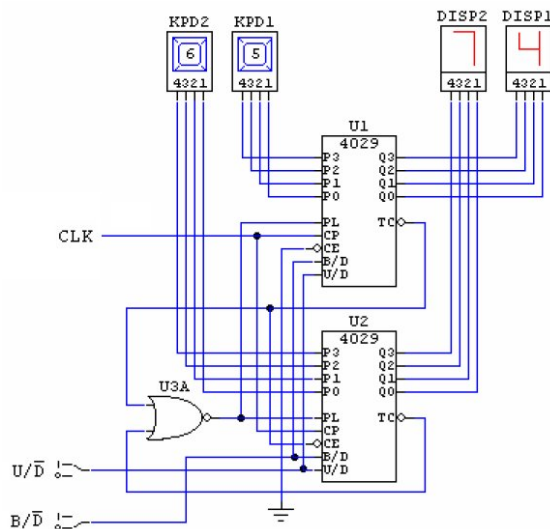 KPD2 KPD1 DISP2 DISP1
6 5 7 4
4321 4321 4321 4321
U1
4029
P3 Q3
P2 Q2
P1 Q1
P0 Q0
PL TC
CLK CP
CE
B/D
U/D
U2
4029
P3 Q3
P2 Q2
P1 Q1
P0 Q0
U3A
PL TC
CP
CE
B/D
U/D̅ U/D
B/D̅